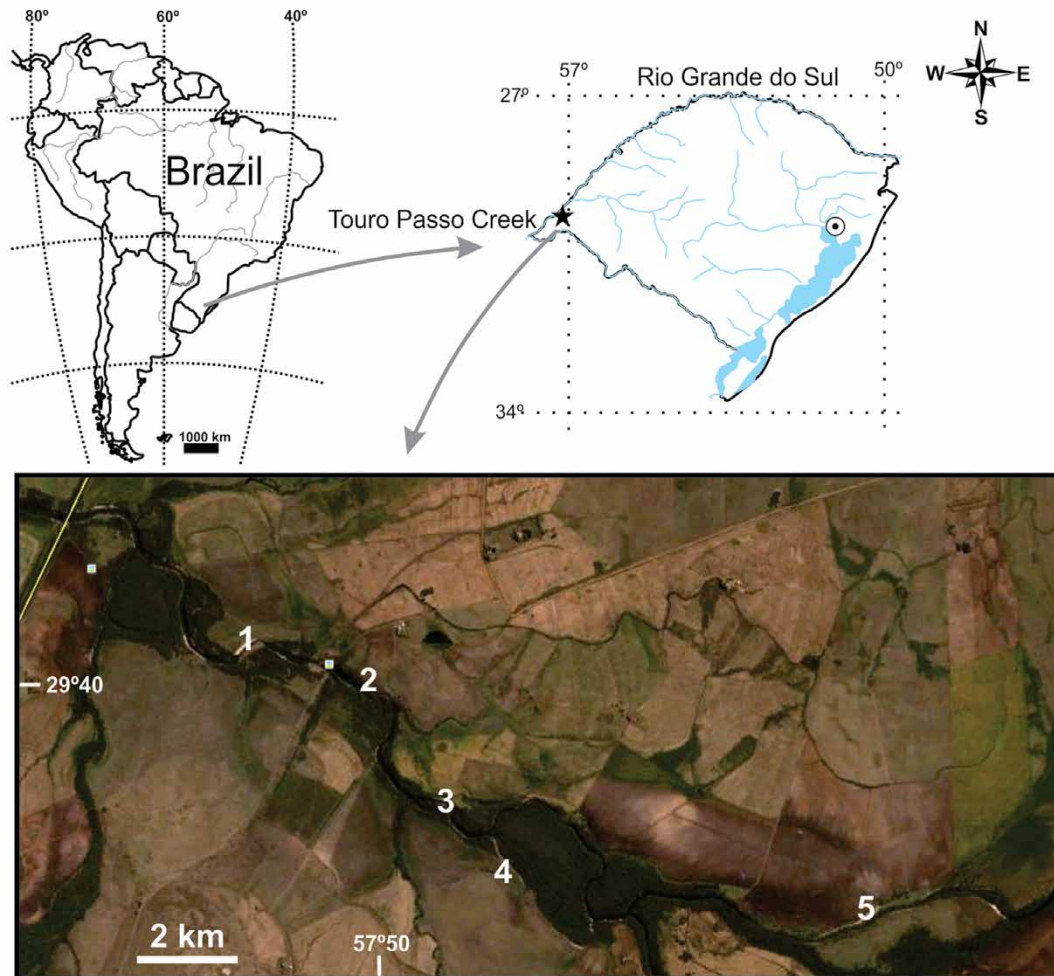 80º 60º 40º
Brazil
1000 km
Rio Grande do Sul
57º 50º
27º
34º
Touro Passo Creek
N
W E
S
1
2
29º40
3
4
5
2 km
57º50